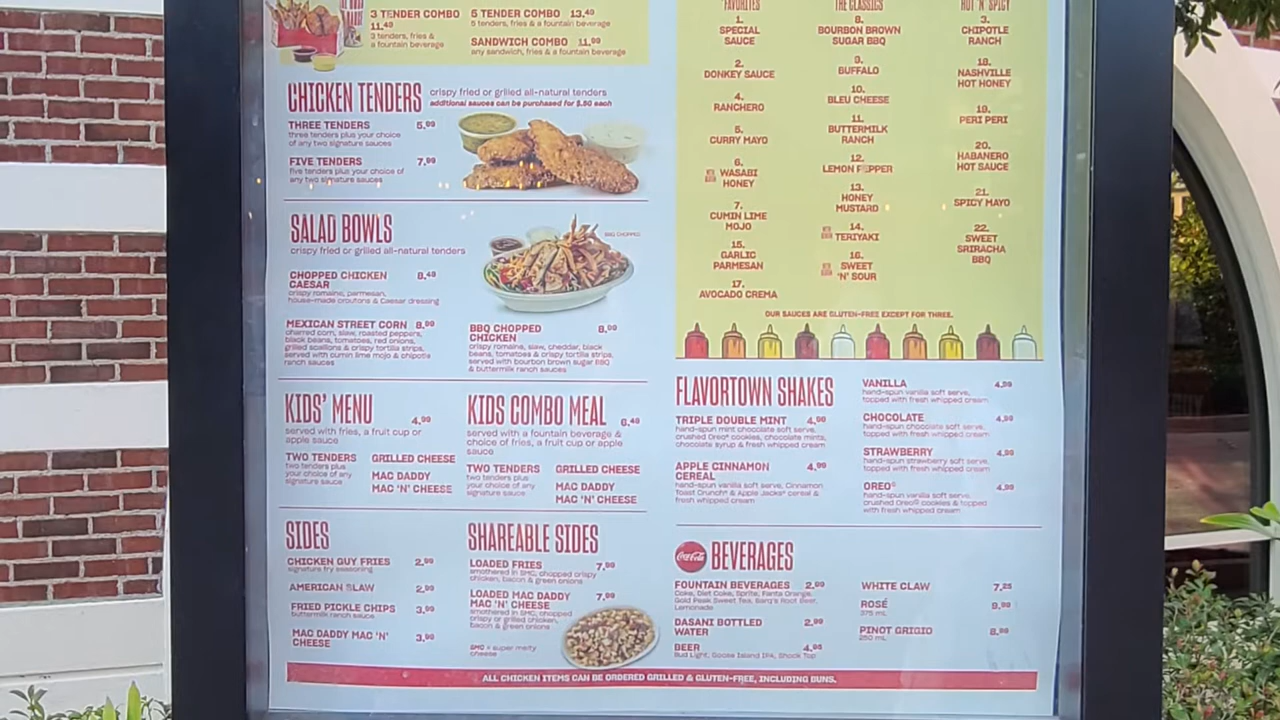 3 TENDER COMBO
11.49
3 tenders, fries &
a fountain beverage
5 TENDER COMBO 13.49
5 tenders, fries & a fountain beverage
SANDWICH COMBO 11.99
any sandwich, fries & a fountain beverage
CHICKEN TENDERS
crispy fried or grilled all-natural tenders
additional sauces can be purchased for $.50 each
THREE TENDERS 5.99
three tenders plus your choice
of any two signature sauces
FIVE TENDERS 7.99
five tenders plus your choice of
any two signature sauces
SALAD BOWLS
crispy fried or grilled all-natural tenders
BBQ CHOPPED
CHOPPED CHICKEN 8.49
CAESAR
crispy romaine, parmesan,
house-made croutons & Caesar dressing
MEXICAN STREET CORN 8.99
charred corn, slaw, roasted peppers,
black beans, tomatoes, red onions,
grilled scallions & crispy tortilla strips,
served with cumin lime mojo & chipotle
ranch sauces
BBQ CHOPPED 8.99
CHICKEN
crispy romaine, slaw, cheddar, black
beans, tomatoes & crispy tortilla strips,
served with bourbon brown sugar BBQ
& buttermilk ranch sauces
KIDS' MENU 4.99
served with fries, a fruit cup or
apple sauce
TWO TENDERS
two tenders plus
your choice of any
signature sauce
GRILLED CHEESE
MAC DADDY
MAC 'N' CHEESE
KIDS COMBO MEAL 6.49
served with a fountain beverage &
choice of fries, a fruit cup or apple
sauce
TWO TENDERS
two tenders plus
your choice of any
signature sauce
GRILLED CHEESE
MAC DADDY
MAC 'N' CHEESE
SIDES
CHICKEN GUY FRIES 2.99
signature fry seasoning
AMERICAN SLAW 2.99
FRIED PICKLE CHIPS 3.99
buttermilk ranch sauce
MAC DADDY MAC 'N' 3.99
CHEESE
SHAREABLE SIDES
LOADED FRIES 7.99
smothered in SMC, chopped crispy
chicken, bacon & green onions
LOADED MAC DADDY 7.99
MAC 'N' CHEESE
smothered in SMC, chopped
crispy or grilled chicken,
bacon & green onions
SMC = super melty
cheese
FAVORITES
1.
SPECIAL
SAUCE
2.
DONKEY SAUCE
4.
RANCHERO
5.
CURRY MAYO
6.
WASABI
HONEY
7.
CUMIN LIME
MOJO
15.
GARLIC
PARMESAN
17.
AVOCADO CREMA
THE CLASSICS
8.
BOURBON BROWN
SUGAR BBQ
9.
BUFFALO
10.
BLEU CHEESE
11.
BUTTERMILK
RANCH
12.
LEMON PEPPER
13.
HONEY
MUSTARD
14.
TERIYAKI
16.
SWEET
'N' SOUR
HOT 'N' SPICY
3.
CHIPOTLE
RANCH
18.
NASHVILLE
HOT HONEY
19.
PERI PERI
20.
HABANERO
HOT SAUCE
21.
SPICY MAYO
22.
SWEET
SRIRACHA
BBQ
OUR SAUCES ARE GLUTEN-FREE EXCEPT FOR THREE.
FLAVORTOWN SHAKES
TRIPLE DOUBLE MINT 4.99
hand-spun mint chocolate soft serve,
crushed Oreo® cookies, chocolate mints,
chocolate syrup & fresh whipped cream
APPLE CINNAMON 4.99
CEREAL
hand-spun vanilla soft serve, Cinnamon
Toast Crunch® & Apple Jacks® cereal &
fresh whipped cream
VANILLA 4.99
hand-spun vanilla soft serve,
topped with fresh whipped cream
CHOCOLATE 4.99
hand-spun chocolate soft serve,
topped with fresh whipped cream
STRAWBERRY 4.99
hand-spun strawberry soft serve,
topped with fresh whipped cream
OREO® 4.99
hand-spun vanilla soft serve,
crushed Oreo® cookies & topped
with fresh whipped cream
Coca-Cola
BEVERAGES
FOUNTAIN BEVERAGES 2.99
Coke, Diet Coke, Sprite, Fanta Orange,
Gold Peak Sweet Tea, Barq's Root Beer,
Lemonade
DASANI BOTTLED 2.99
WATER
BEER 4.95
Bud Light, Goose Island IPA, Shock Top
WHITE CLAW 7.25
ROSÉ 9.99
375 mL
PINOT GRIGIO 8.99
250 mL
ALL CHICKEN ITEMS CAN BE ORDERED GRILLED & GLUTEN-FREE, INCLUDING BUNS.